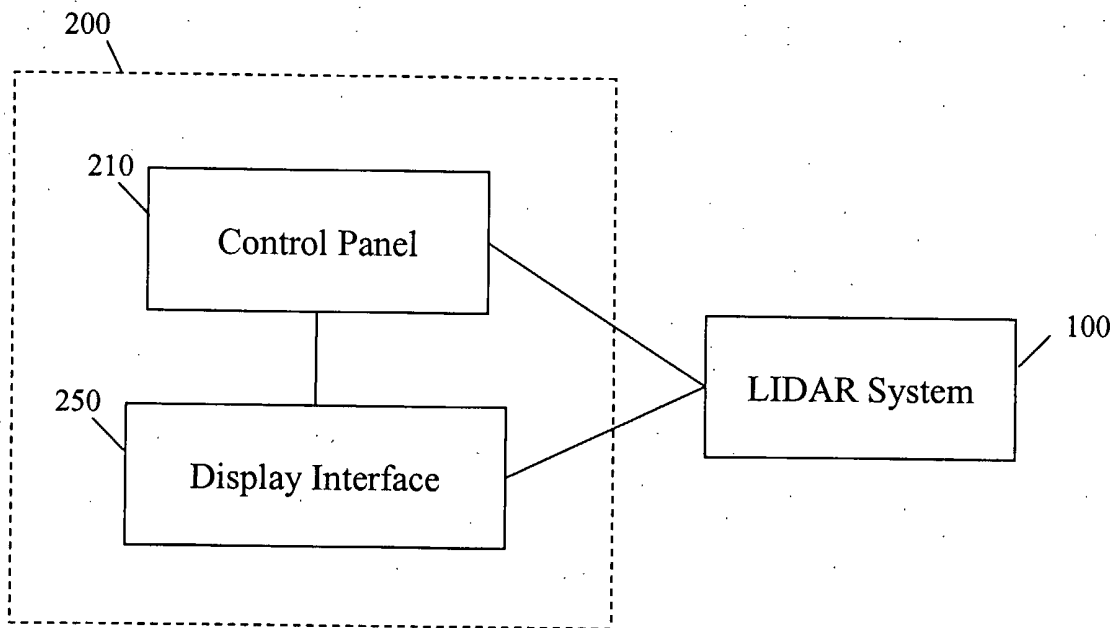 200
210
Control Panel
LIDAR System
100
250
Display Interface